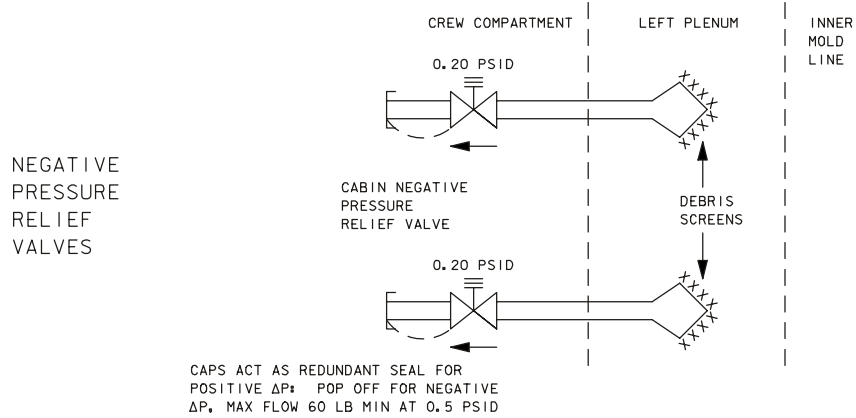 CREW COMPARTMENT
LEFT PLENUM
INNER
MOLD
LINE
0.20 PSID
NEGATIVE
PRESSURE
RELIEF
VALVES
CABIN NEGATIVE
PRESSURE
RELIEF VALVE
DEBRIS
SCREENS
0.20 PSID
CAPS ACT AS REDUNDANT SEAL FOR
POSITIVE ΔP: POP OFF FOR NEGATIVE
ΔP, MAX FLOW 60 LB MIN AT 0.5 PSID